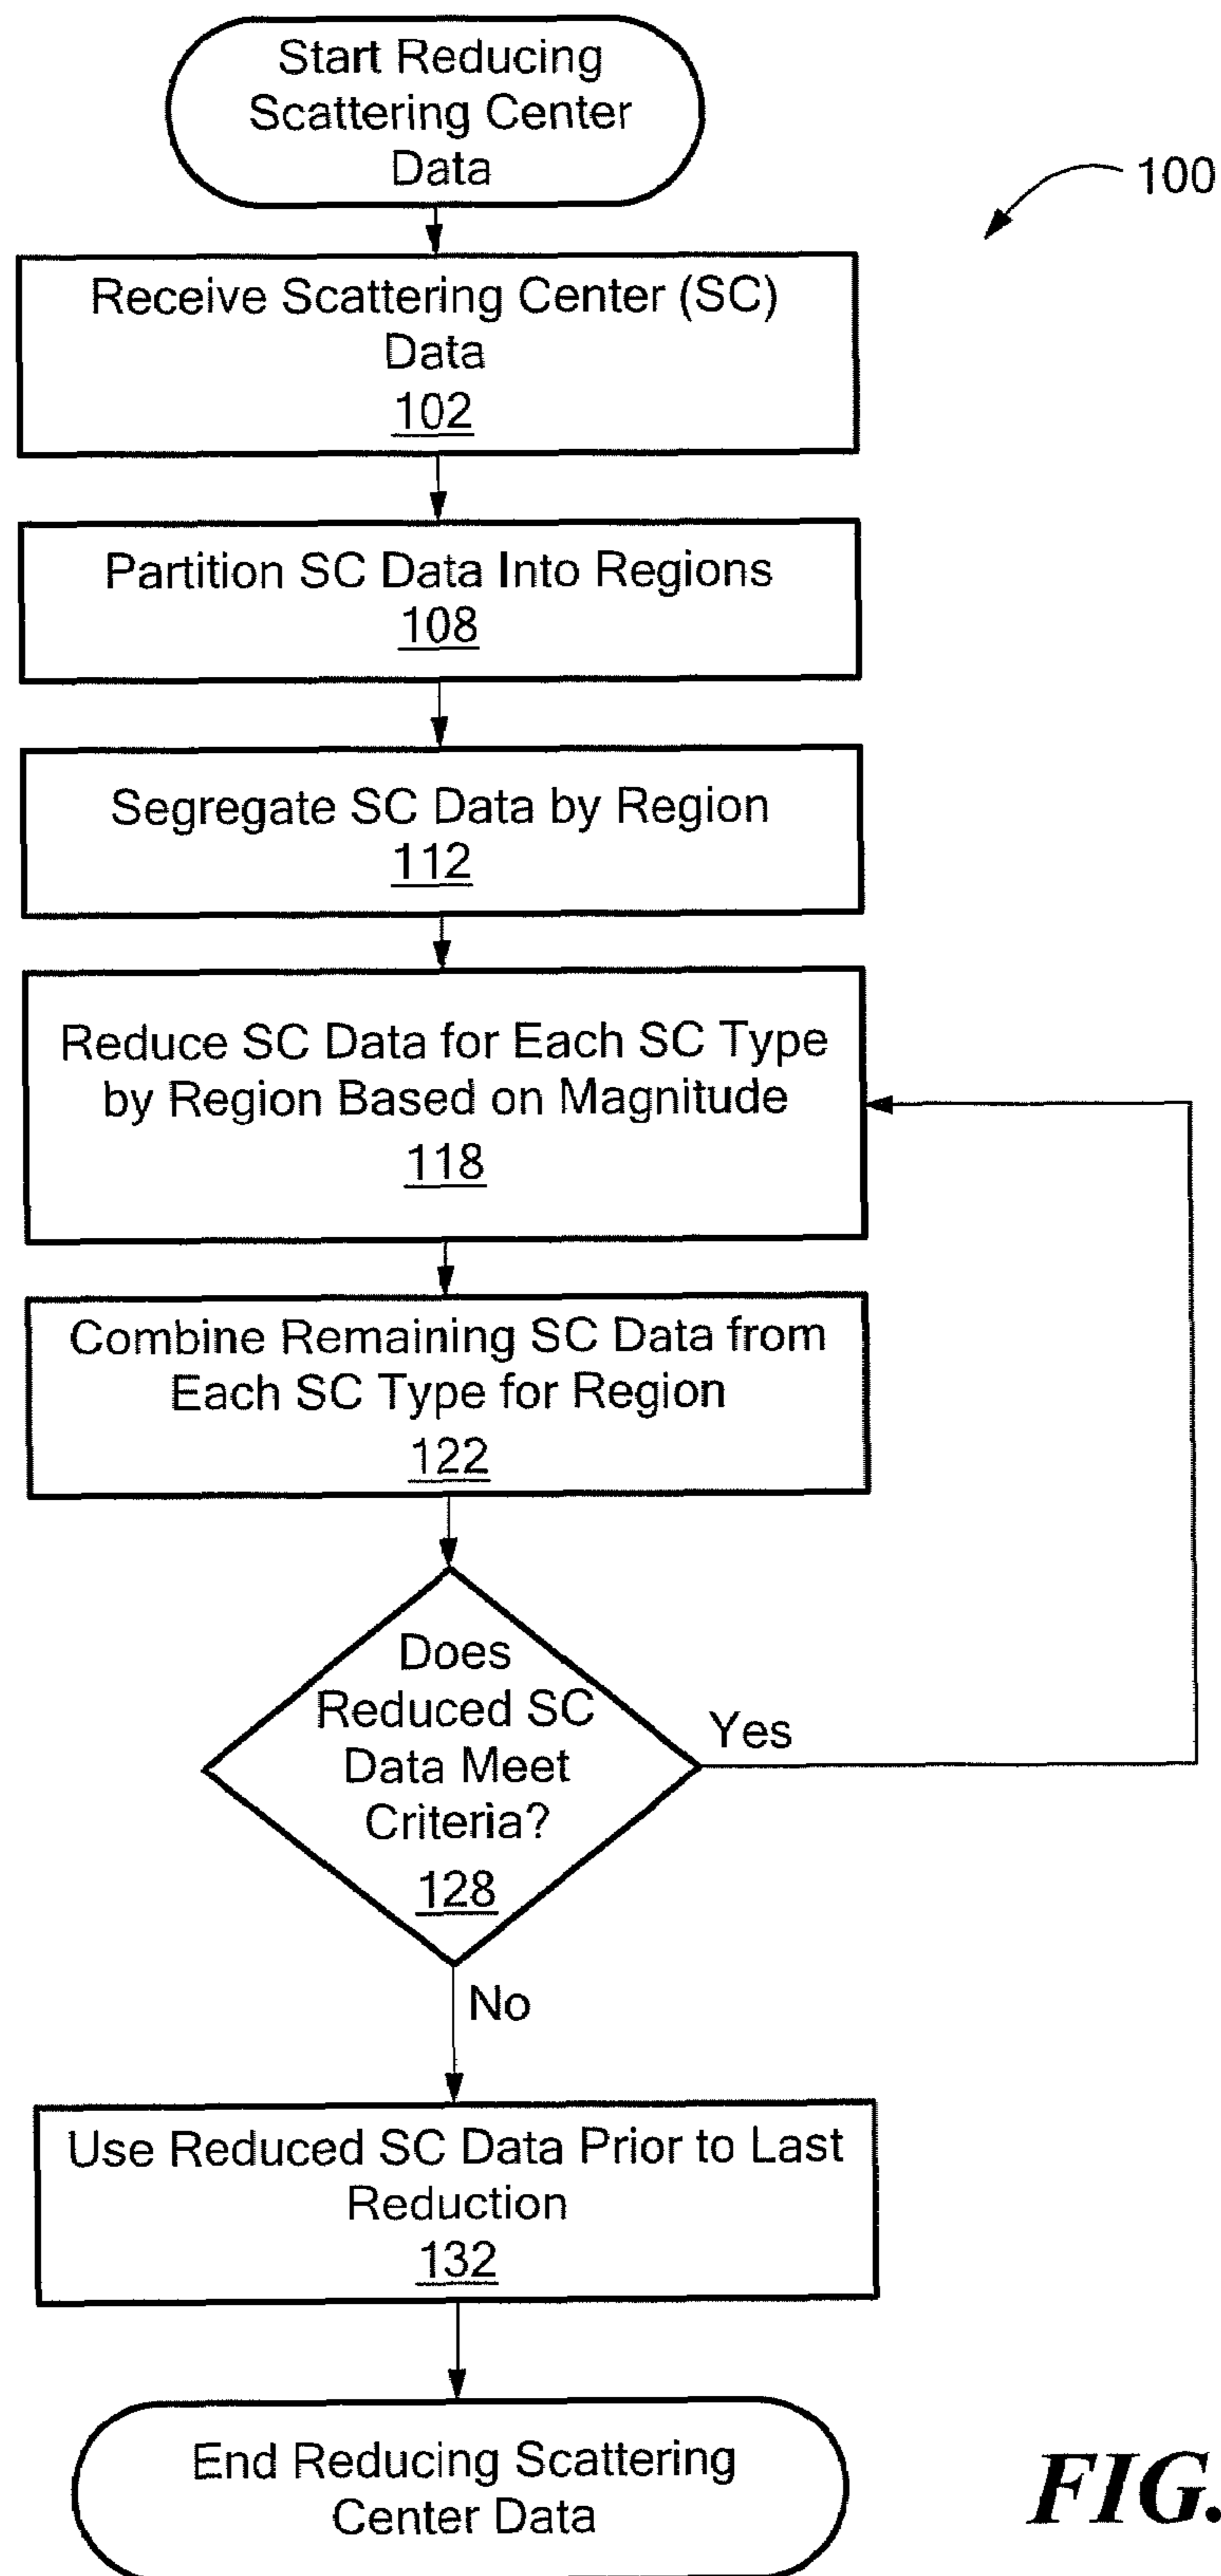 Start Reducing
Scattering Center
Data
100
Receive Scattering Center (SC)
Data
102
Partition SC Data Into Regions
108
Segregate SC Data by Region
112
Reduce SC Data for Each SC Type
by Region Based on Magnitude
118
Combine Remaining SC Data from
Each SC Type for Region
122
Does
Reduced SC
Data Meet
Criteria?
128
Yes
No
Use Reduced SC Data Prior to Last
Reduction
132
End Reducing Scattering
Center Data
FIG.